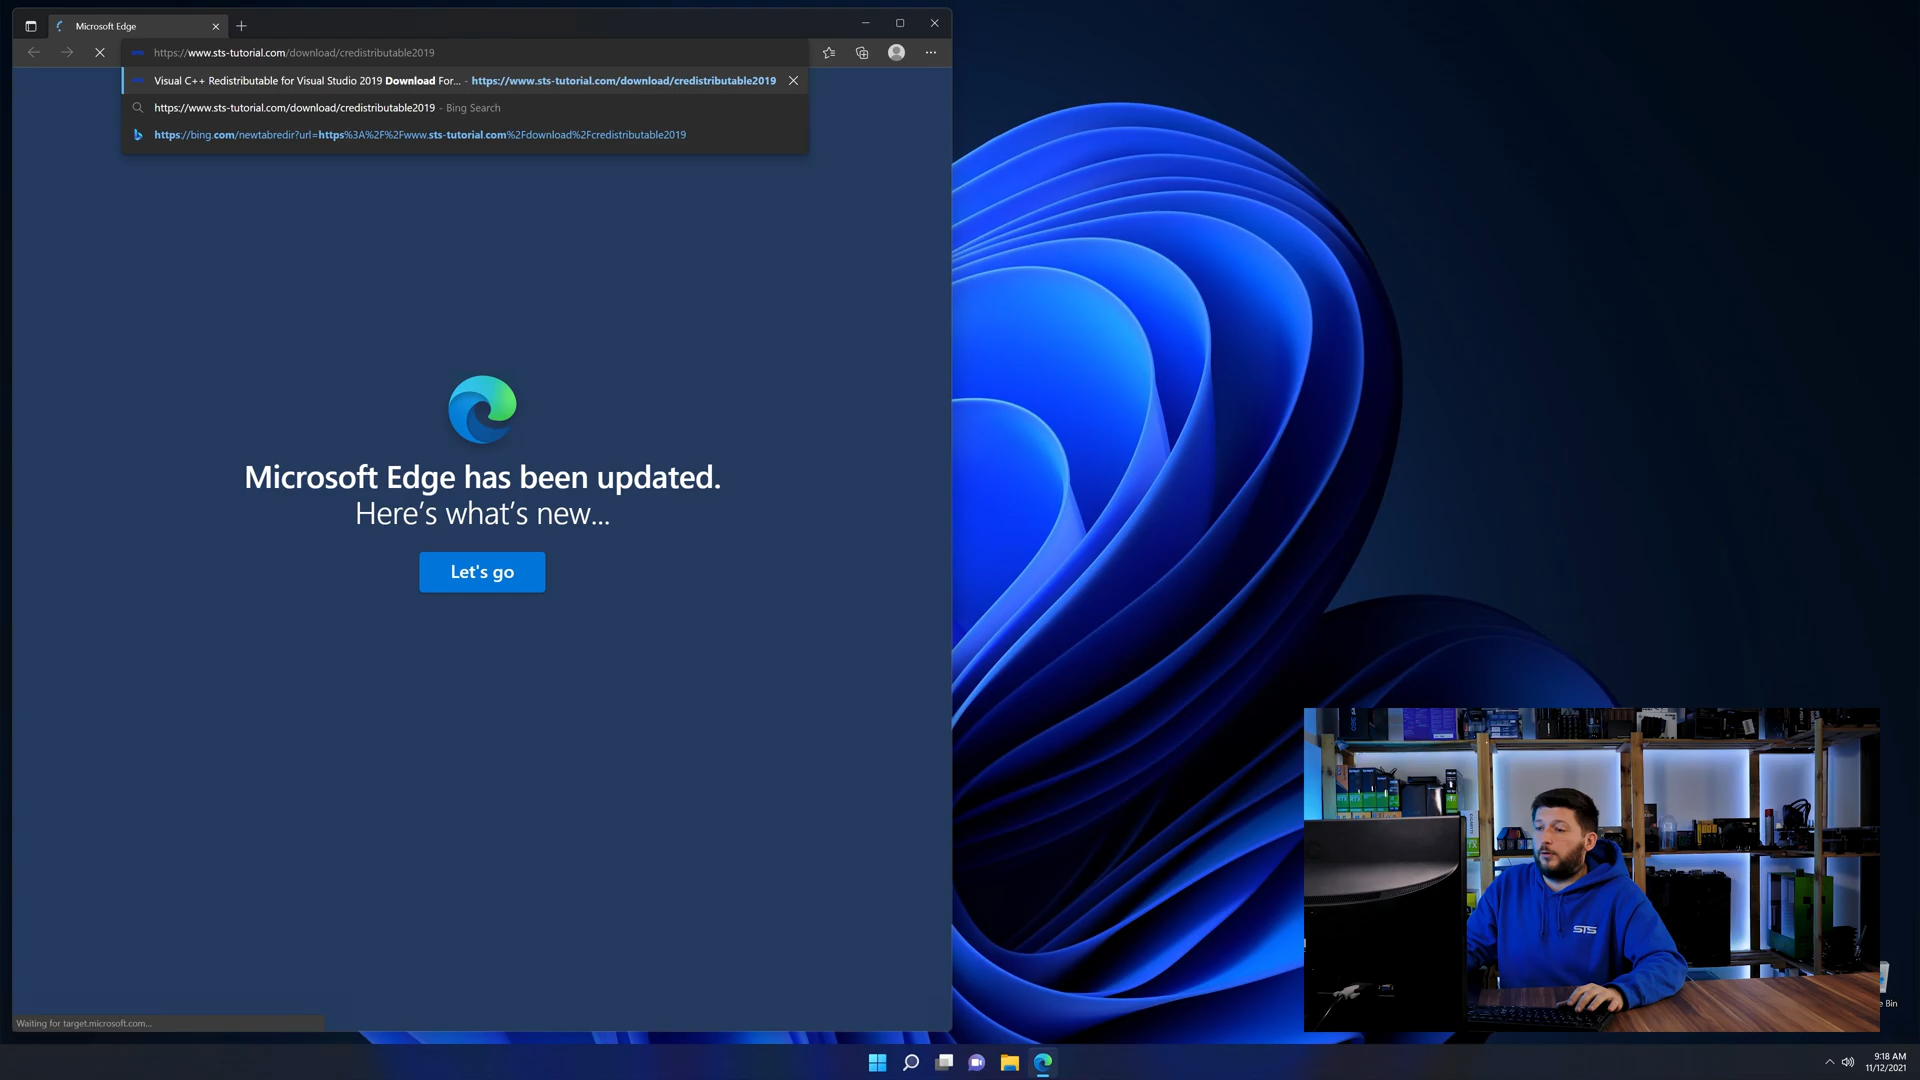 Microsoft Edge
https://www.sts-tutorial.com/download/credistributable2019
Visual C++ Redistributable for Visual Studio 2019 Download For... - https://www.sts-tutorial.com/download/credistributable2019
https://www.sts-tutorial.com/download/credistributable2019 - Bing Search
https://bing.com/newtabredir?url=https%3A%2F%2Fwww.sts-tutorial.com%2Fdownload%2Fcredistributable2019
Microsoft Edge has been updated.
Here's what's new...
Let's go
STS
Bin
Waiting for target.microsoft.com...
9:18 AM
11/12/2021